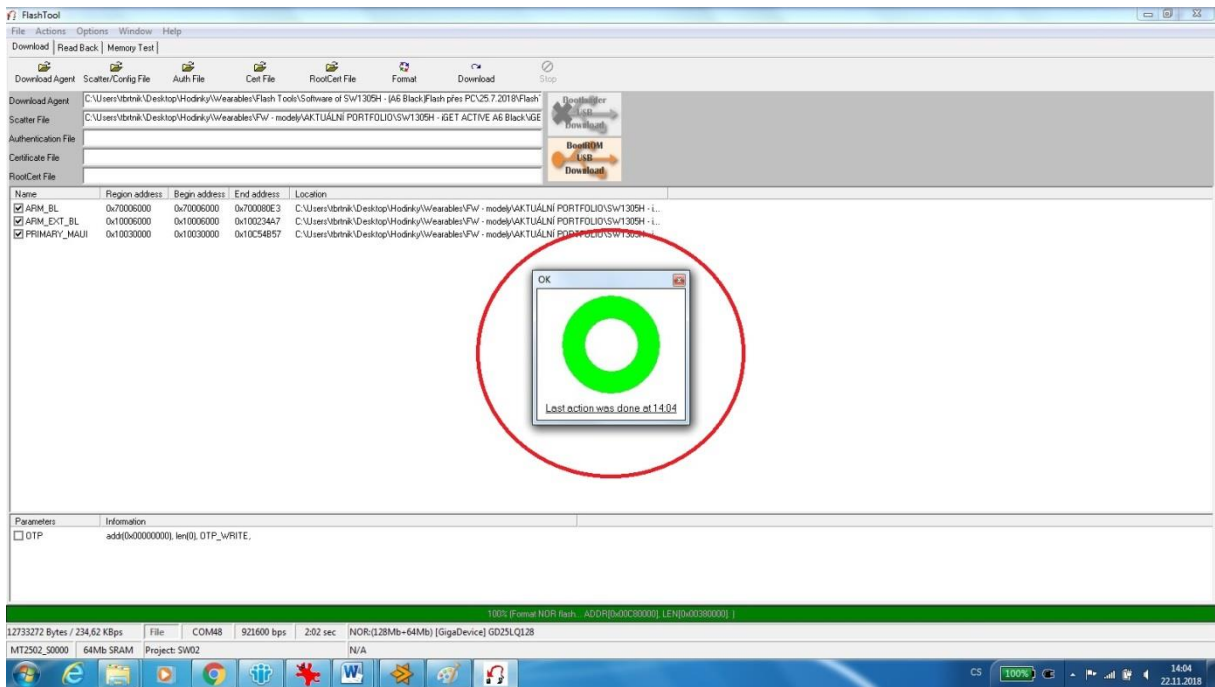 FlashTool
File Actions Options Window Help
Download Read Back Memory Test
Download Agent Scatter/Config File Auth File Cert File RootCert File Format Download Stop
Download Agent C:\Users\tbrtnik\Desktop\Hodinky\Wearables\Flash Tools\Software of SW1305H - (A6 Black)Flash přes PC\25.7.2018\Flash
Scatter File C:\Users\tbrtnik\Desktop\Hodinky\Wearables\FW - modely\AKTUÁLNÍ PORTFOLIO\SW1305H - iGET ACTIVE A6 Black\iGE
Authentication File
Certificate File
RootCert File
Bootloader
USB
Download
BootROM
USB
Download
Name Region address Begin address End address Location
ARM_BL 0x70006000 0x70006000 0x700080E3 C:\Users\tbrtnik\Desktop\Hodinky\Wearables\FW - modely\AKTUÁLNÍ PORTFOLIO\SW1305H - i...
ARM_EXT_BL 0x10006000 0x10006000 0x100234A7 C:\Users\tbrtnik\Desktop\Hodinky\Wearables\FW - modely\AKTUÁLNÍ PORTFOLIO\SW1305H - i...
PRIMARY_MAUI 0x10030000 0x10030000 0x10C54B57 C:\Users\tbrtnik\Desktop\Hodinky\Wearables\FW - modely\AKTUÁLNÍ PORTFOLIO\SW1305H - i...
OK
Last action was done at 14:04
Parameters Information
OTP addr(0x00000000), len(0), OTP_WRITE,
100% (Format NOR flash. ADDR[0x00C80000], LEN[0x00380000]. )
12733272 Bytes / 234,62 KBps File COM48 921600 bps 2:02 sec NOR:(128Mb+64Mb) [GigaDevice] GD25LQ128
MT2502_S0000 64Mb SRAM Project: SW02 N/A
CS 100% 14:04
22.11.2018